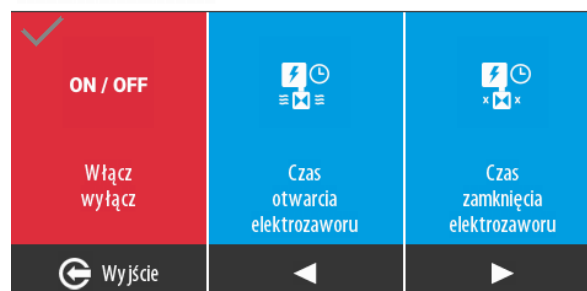 ON / OFF
Włącz
wyłącz
Czas
otwarcia
elektrozaworu
Czas
zamknięcia
elektrozaworu
Wyjście